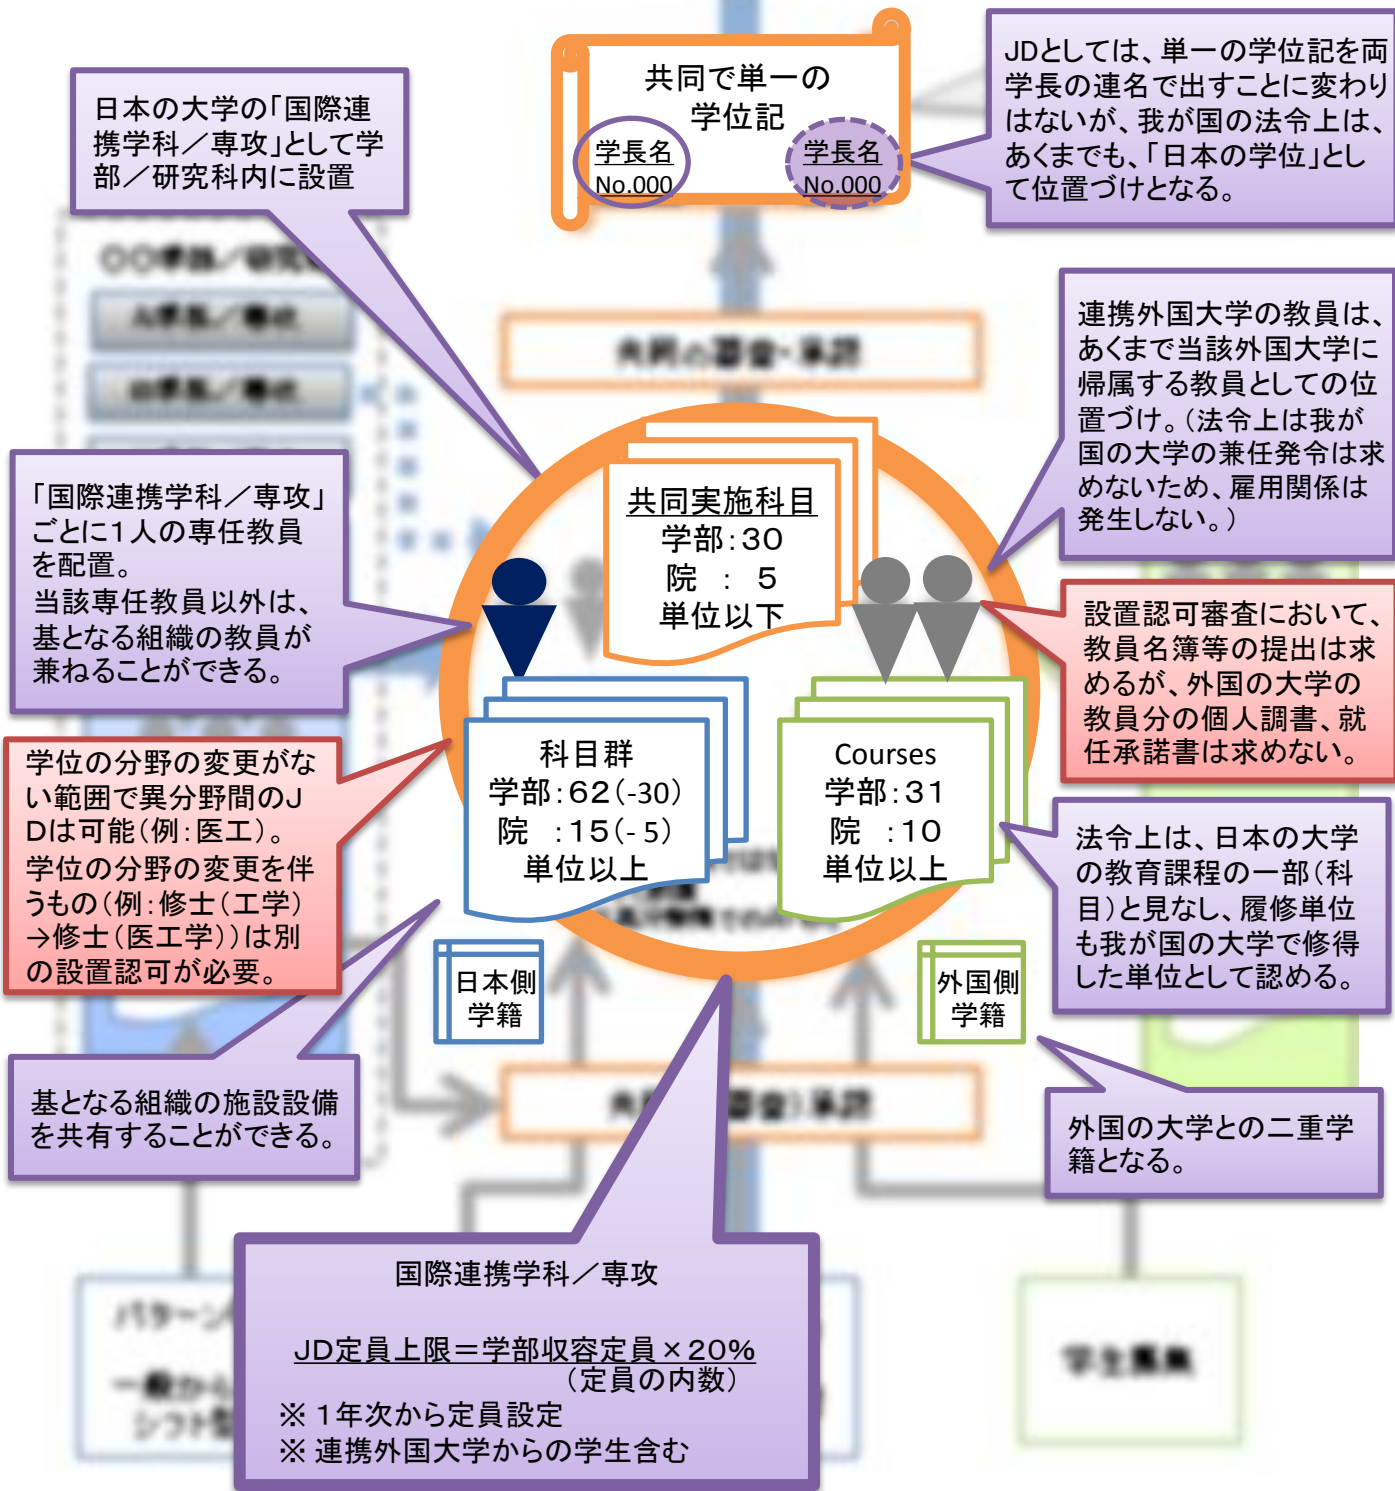 共同で単一の
学位記
学長名
No.000
学長名
No.000
JDとしては、単一の学位記を両
学長の連名で出すことに変わり
はないが、我が国の法令上は、
あくまでも、「日本の学位」とし
て位置づけとなる。
日本の大学の「国際連
携学科／専攻」として学
部／研究科内に設置
連携外国大学の教員は、
あくまで当該外国大学に
帰属する教員としての位
置づけ。(法令上は我が
国の大学の兼任発令は求
めないため、雇用関係は
発生しない。)
「国際連携学科／専攻」
ごとに１人の専任教員
を配置。
当該専任教員以外は、
基となる組織の教員が
兼ねることができる。
共同実施科目
学部：30
院　：　5
単位以下
設置認可審査において、
教員名簿等の提出は求
めるが、外国の大学の
教員分の個人調書、就
任承諾書は求めない。
学位の分野の変更がな
い範囲で異分野間のJ
Dは可能(例：医工)。
学位の分野の変更を伴
うもの(例：修士(工学)
→修士(医工学))は別
の設置認可が必要。
科目群
学部：62(-30)
院　：15(- 5)
単位以上
Courses
学部：31
院　：10
単位以上
法令上は、日本の大学
の教育課程の一部(科
目)と見なし、履修単位
も我が国の大学で修得
した単位として認める。
日本側
学籍
外国側
学籍
基となる組織の施設設備
を共有することができる。
外国の大学との二重学
籍となる。
国際連携学科／専攻
JD定員上限＝学部収容定員×20%
(定員の内数)
※ 1年次から定員設定
※ 連携外国大学からの学生含む